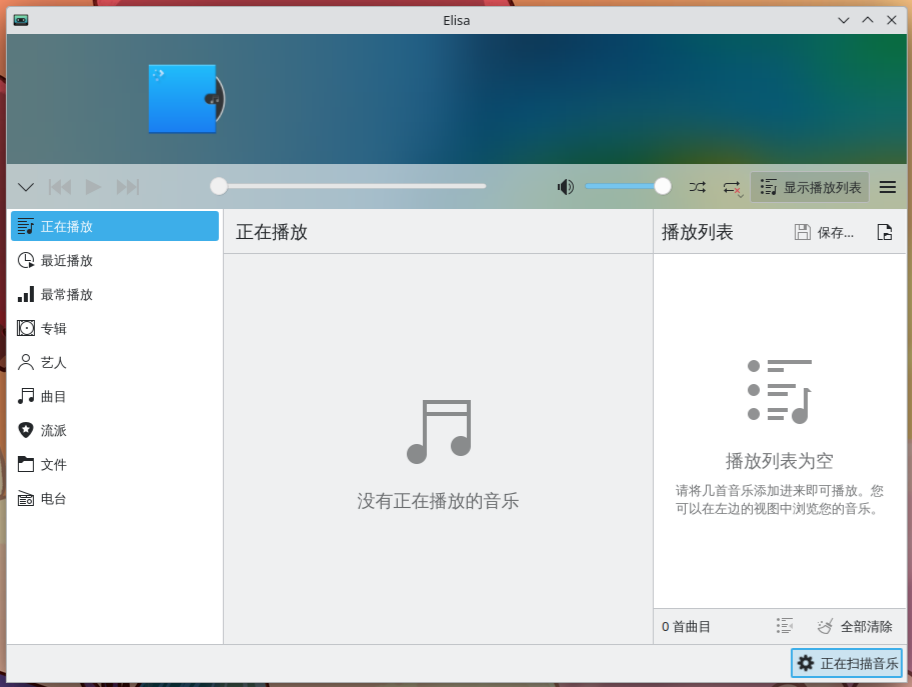 Elisa
显示播放列表
正在播放
最近播放
最常播放
专辑
艺人
曲目
流派
文件
电台
正在播放
没有正在播放的音乐
播放列表
保存...
播放列表为空
请将几首音乐添加进来即可播放。您
可以在左边的视图中浏览您的音乐。
0 首曲目
全部清除
正在扫描音乐